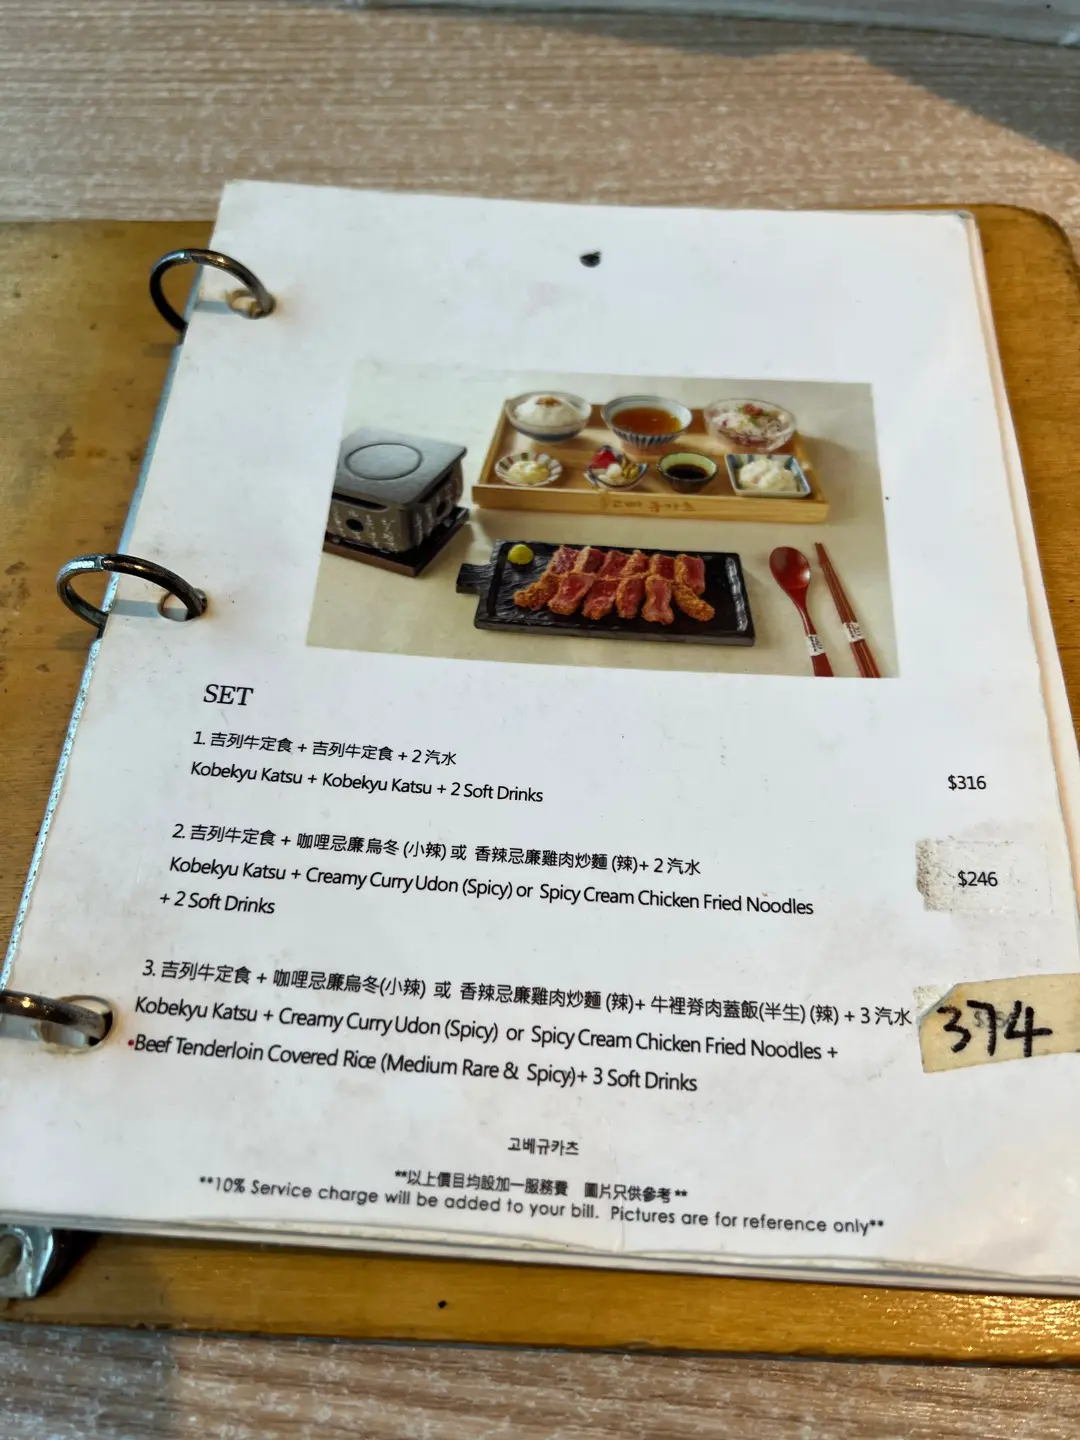 SET
1. 吉列牛定食 + 吉列牛定食 + 2 汽水
Kobekyu Katsu + Kobekyu Katsu + 2 Soft Drinks
$316
2. 吉列牛定食 + 咖哩忌廉烏冬 (小辣) 或 香辣忌廉雞肉炒麵 (辣)+ 2 汽水
Kobekyu Katsu + Creamy Curry Udon (Spicy) or Spicy Cream Chicken Fried Noodles
+ 2 Soft Drinks
$246
3. 吉列牛定食 + 咖哩忌廉烏冬(小辣) 或 香辣忌廉雞肉炒麵 (辣)+ 牛裡脊肉蓋飯(半生) (辣) + 3 汽水
Kobekyu Katsu + Creamy Curry Udon (Spicy) or Spicy Cream Chicken Fried Noodles +
•Beef Tenderloin Covered Rice (Medium Rare & Spicy)+ 3 Soft Drinks
374
고베규카츠
**以上價目均設加一服務費 圖片只供參考**
**10% Service charge will be added to your bill. Pictures are for reference only**